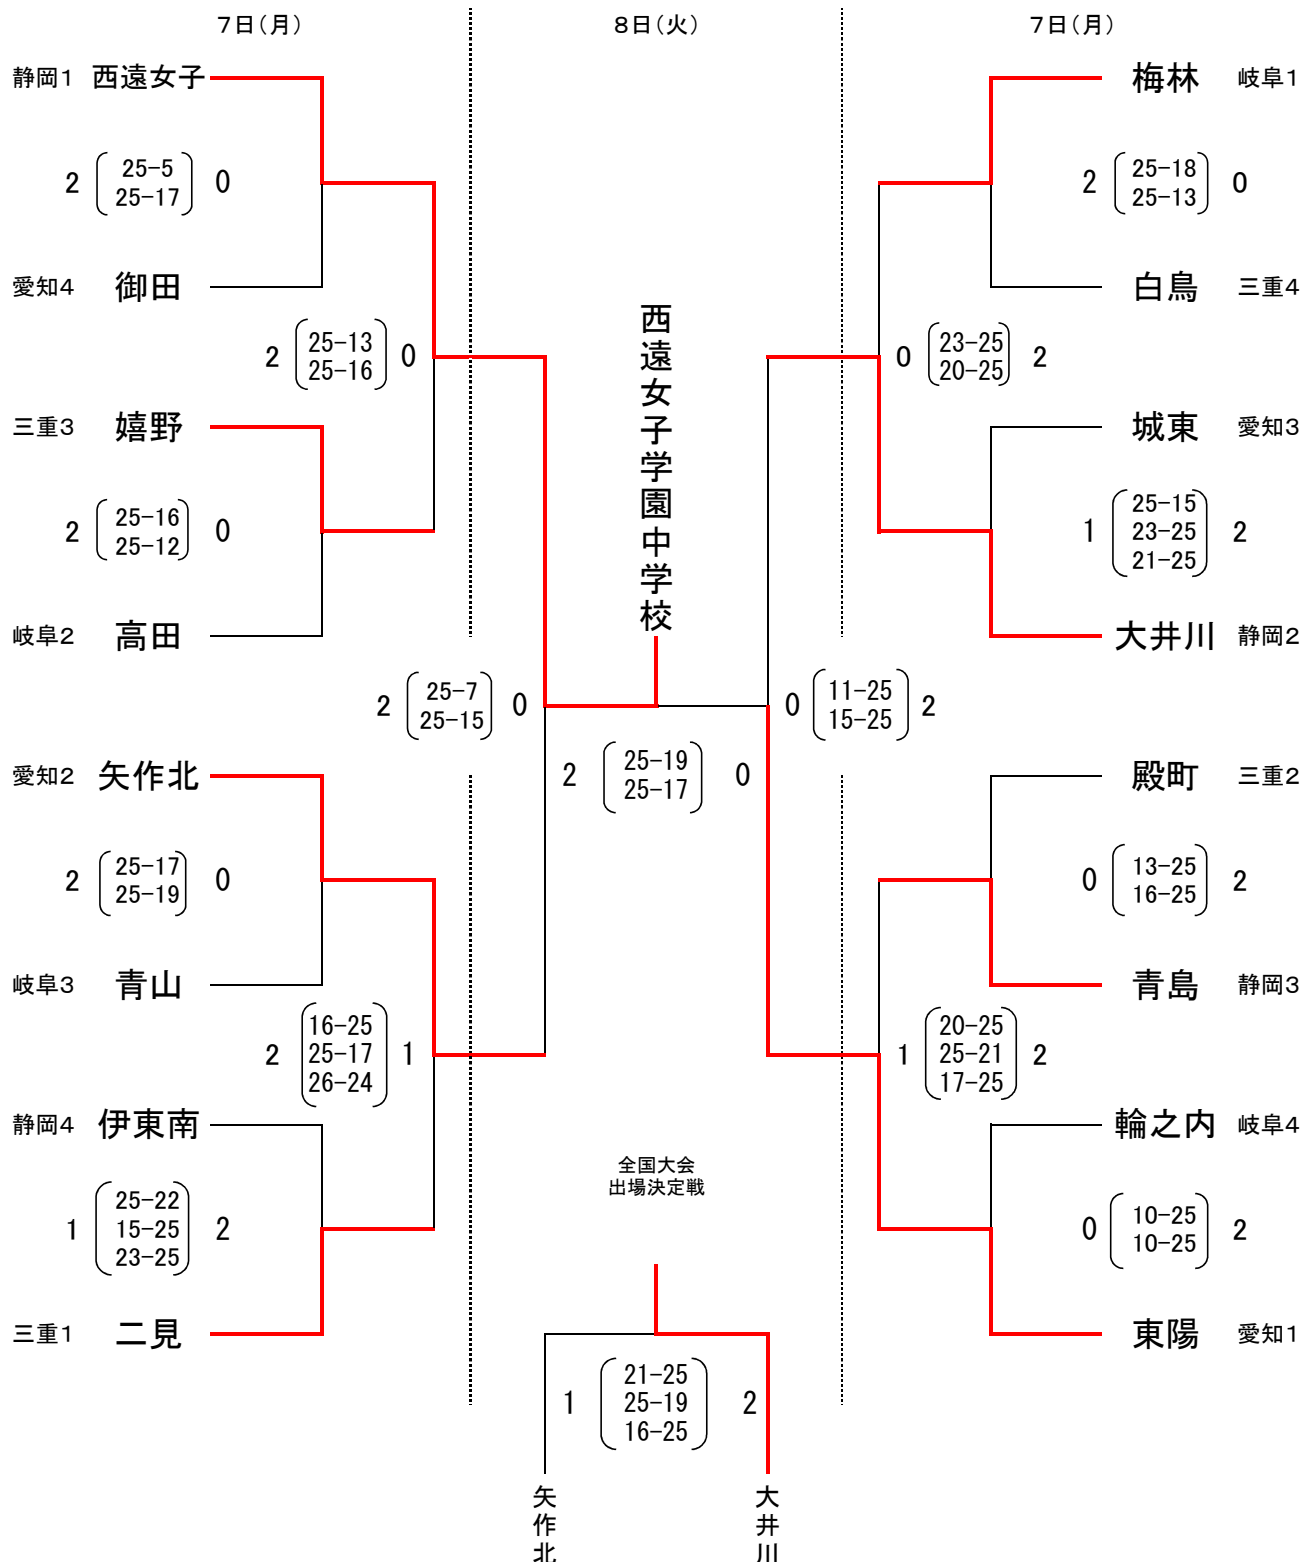 7日(月)
8日(火)
7日(月)
静岡1 西遠女子
2 25-5 0
25-17
愛知4 御田
2 25-13 0
25-16
三重3 嬉野
2 25-16 0
25-12
岐阜2 高田
2 25-7 0
25-15
愛知2 矢作北
2 25-17 0
25-19
岐阜3 青山
2 16-25 1
25-17
26-24
静岡4 伊東南
1 25-22 2
15-25
23-25
三重1 二見
西遠女子学園中学校
2 25-19 0
25-17
全国大会
出場決定戦
1 21-25 2
25-19
16-25
矢作北
大井川
梅林 岐阜1
2 25-18 0
25-13
白鳥 三重4
0 23-25 2
20-25
城東 愛知3
1 25-15 2
23-25
21-25
大井川 静岡2
0 11-25 2
15-25
殿町 三重2
0 13-25 2
16-25
青島 静岡3
1 20-25 2
25-21
17-25
輪之内 岐阜4
0 10-25 2
10-25
東陽 愛知1